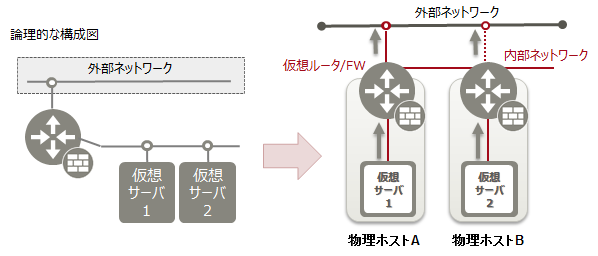 論理的な構成図
外部ネットワーク
仮想
サーバ
1
仮想
サーバ
2
外部ネットワーク
仮想ルータ/FW
内部ネットワーク
仮想
サーバ
1
仮想
サーバ
2
物理ホストA
物理ホストB